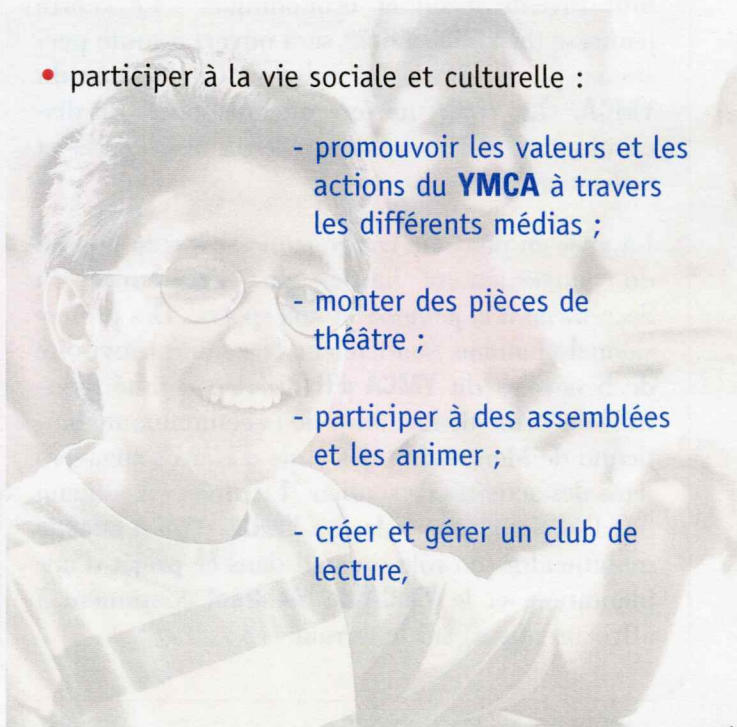 • participer à la vie sociale et culturelle :
- promouvoir les valeurs et les
actions du YMCA à travers
les différents médias ;
- monter des pièces de
théâtre ;
- participer à des assemblées
et les animer ;
- créer et gérer un club de
lecture,